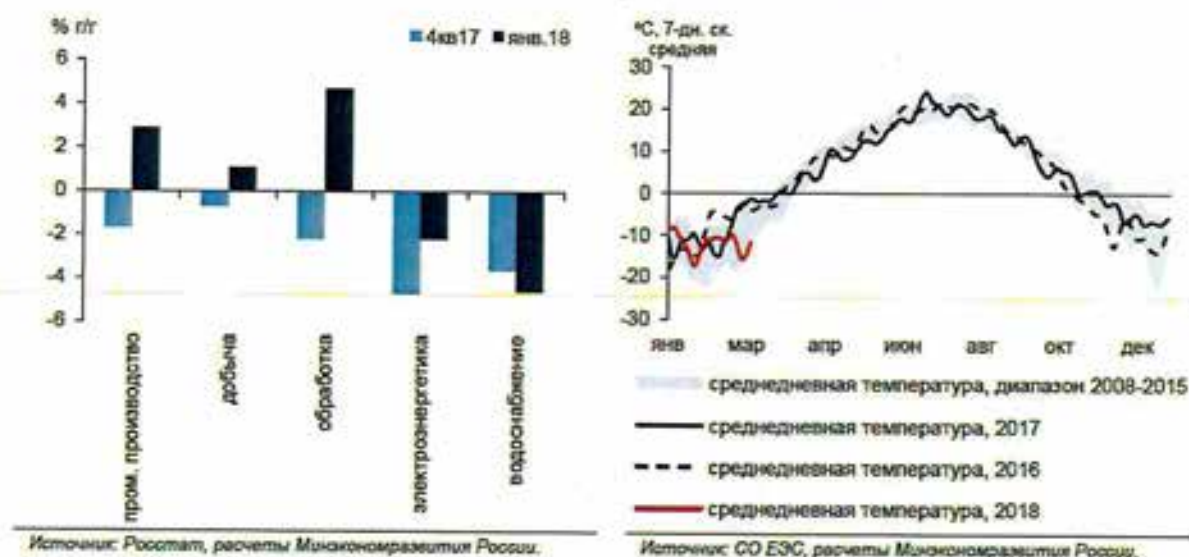 % г/г
4кв17 янв.18
6
4
2
0
-2
-4
-6
пром. производство
добыча
обработка
электроэнергетика
водоснабжение
Источник: Росстат, расчеты Минэкономразвития России.
°С, 7-дн. ск.
средняя
30
20
10
0
-10
-20
-30
янв мар апр июн авг окт дек
среднедневная температура, диапазон 2008-2015
среднедневная температура, 2017
среднедневная температура, 2016
среднедневная температура, 2018
Источник: СО ЕЭС, расчеты Минэкономразвития России.